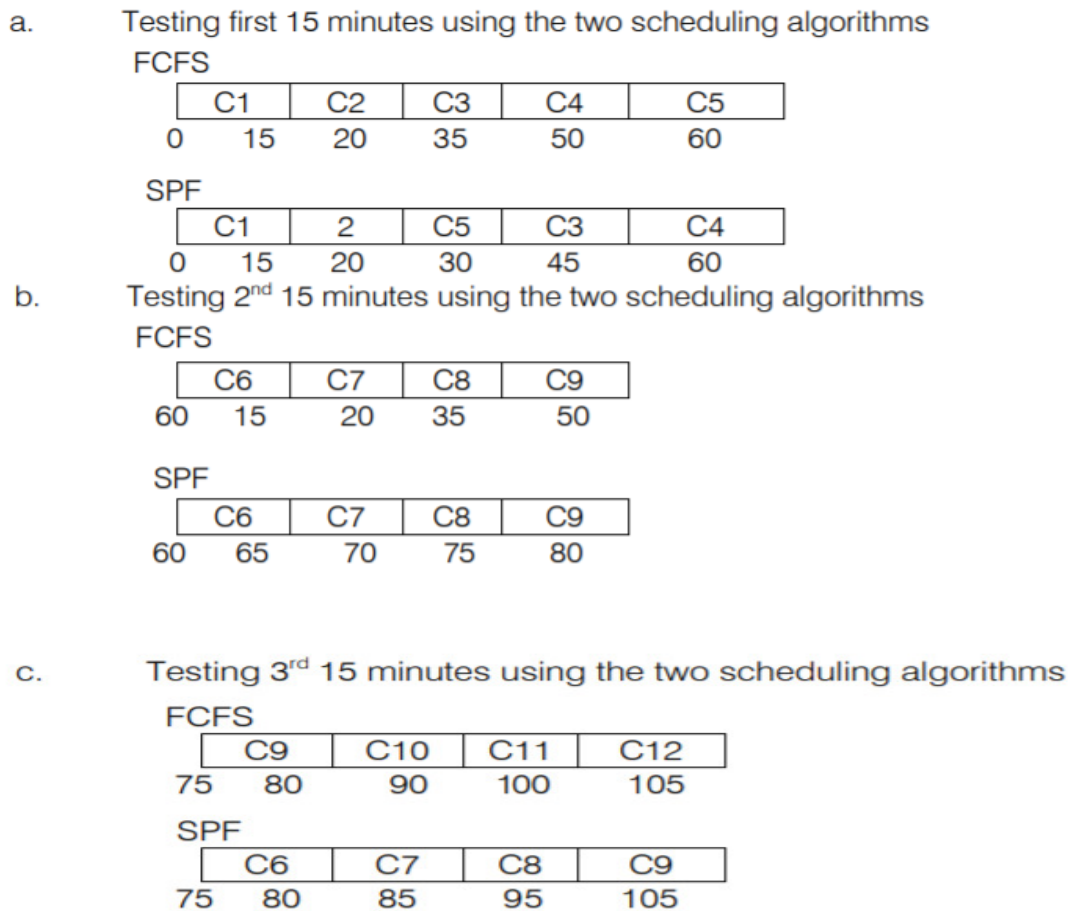 a. Testing first 15 minutes using the two scheduling algorithms
FCFS
C1 C2 C3 C4 C5
0 15 20 35 50 60
SPF
C1 2 C5 C3 C4
0 15 20 30 45 60
b. Testing 2nd 15 minutes using the two scheduling algorithms
FCFS
C6 C7 C8 C9
60 15 20 35 50
SPF
C6 C7 C8 C9
60 65 70 75 80
c. Testing 3rd 15 minutes using the two scheduling algorithms
FCFS
C9 C10 C11 C12
75 80 90 100 105
SPF
C6 C7 C8 C9
75 80 85 95 105